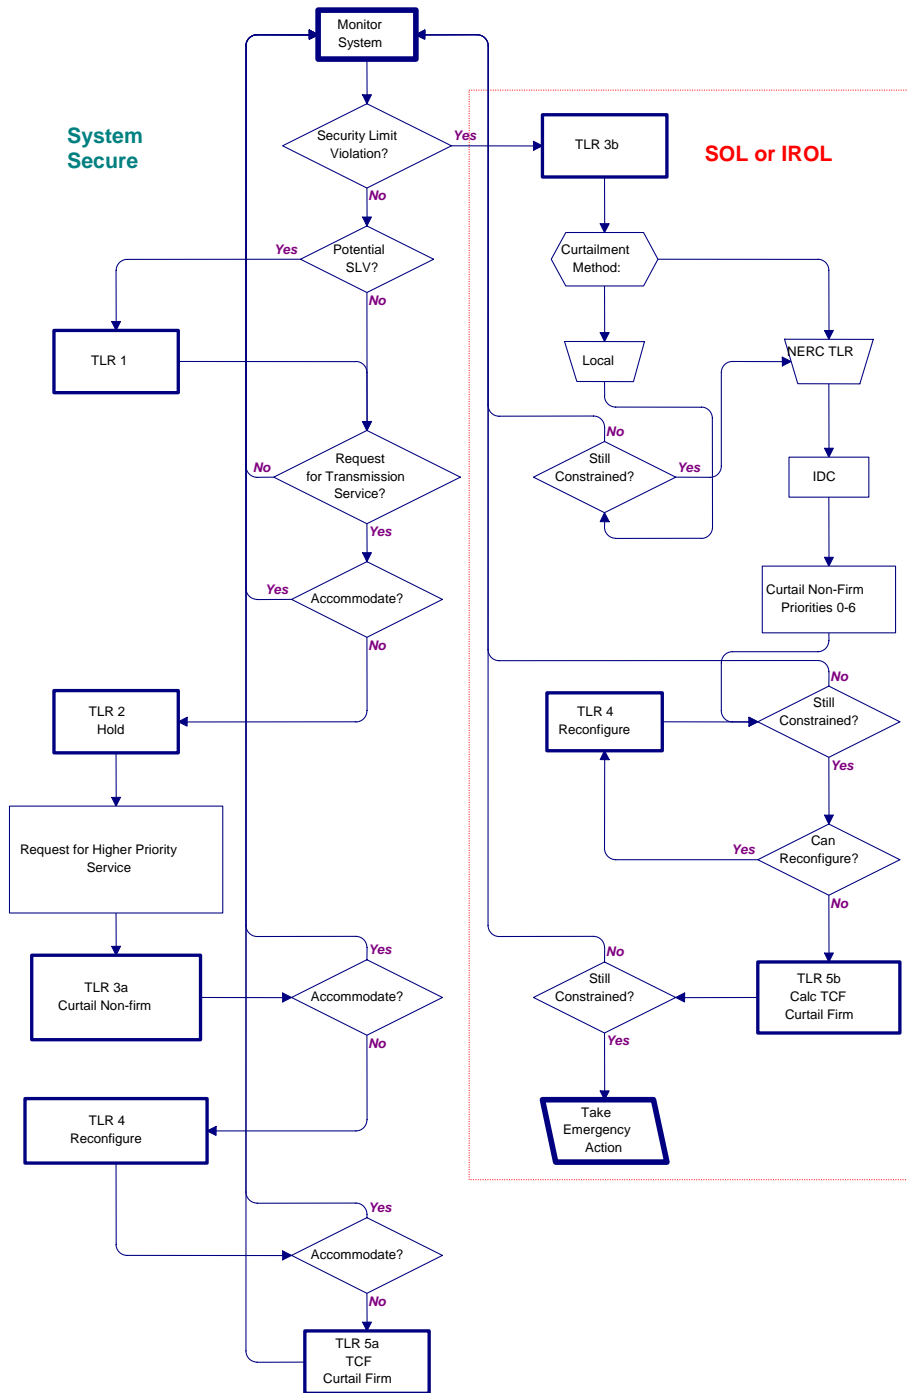 Monitor
System
System
Secure
Security Limit
Violation?
Yes
TLR 3b
SOL or IROL
No
Yes
Potential
SLV?
Curtailment
Method:
No
TLR 1
Local
NERC TLR
No
Request
for Transmission
Service?
No
Still
Constrained?
Yes
IDC
Yes
Yes
Accommodate?
Curtail Non-Firm
Priorities 0-6
No
No
TLR 2
Hold
TLR 4
Reconfigure
Still
Constrained?
Yes
Request for Higher Priority
Service
Yes
Can
Reconfigure?
No
Yes
No
TLR 3a
Curtail Non-firm
Accommodate?
Still
Constrained?
TLR 5b
Calc TCF
Curtail Firm
No
Yes
TLR 4
Reconfigure
Take
Emergency
Action
Yes
Accommodate?
No
TLR 5a
TCF
Curtail Firm